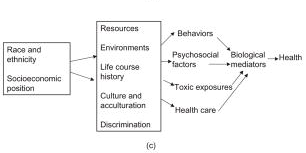 Race and
ethnicity
Socioeconomic
position
Resources
Environments
Life course
history
Culture and
acculturation
Discrimination
Behaviors
Psychosocial
factors
Toxic exposures
Health care
Biological
mediators
Health
(c)